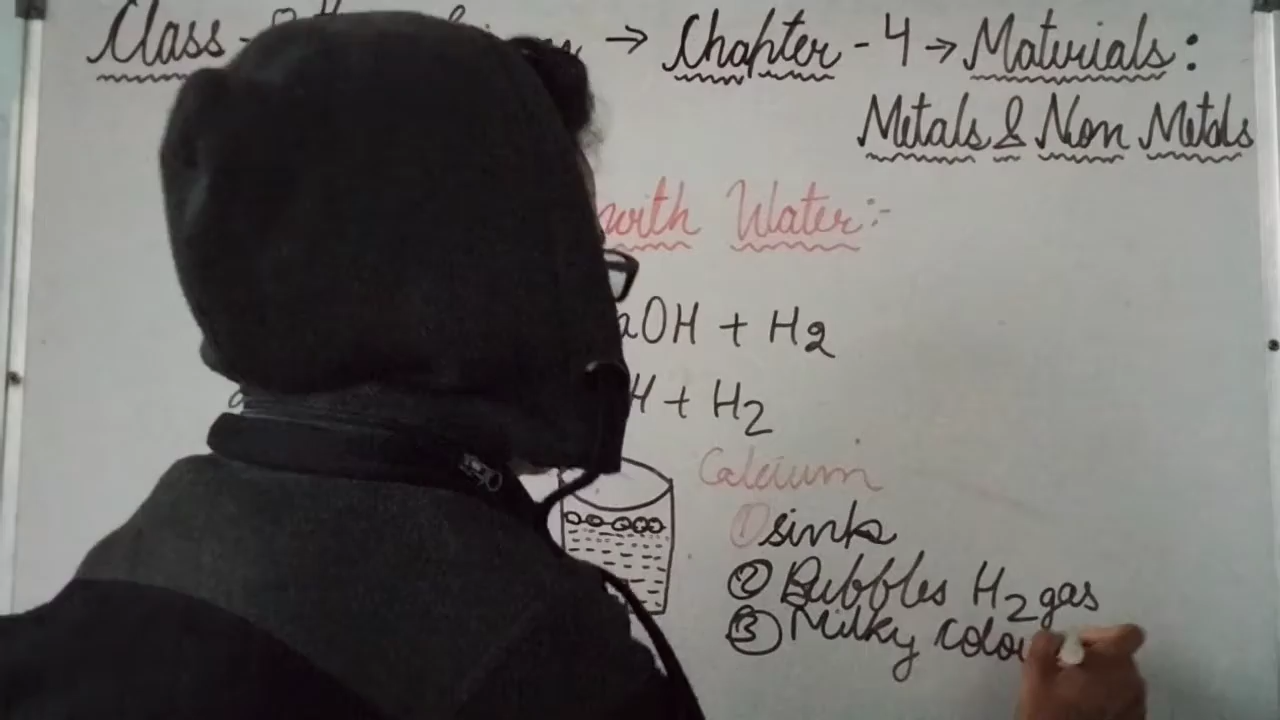 Class - → Chapter - 4 → Materials:
Metals & Non Metals
with Water:-
aOH + H2
H + H2
Calcium
① sinks
② Bubbles H2 gas
③ Milky colou